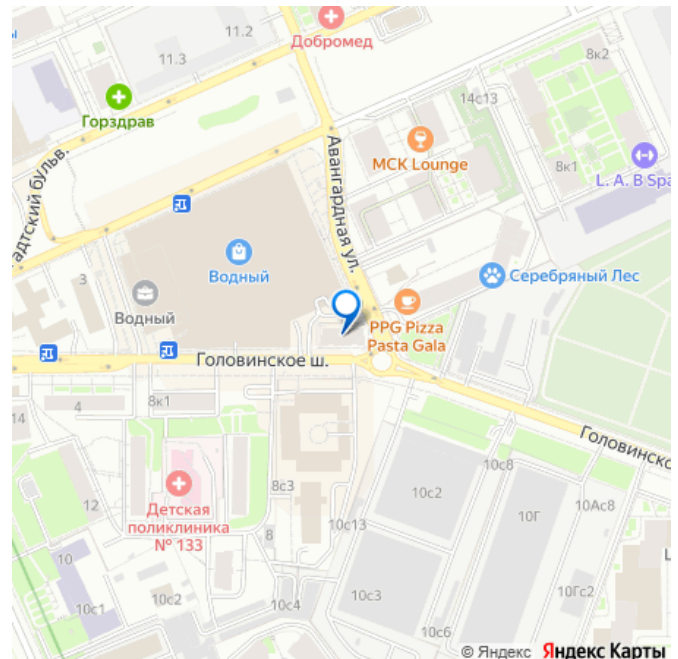 ы
11.2
Добромед
11.3
8к2
Горздрав
14с13
Авангардная ул.
МСК Lounge
8к1
L. A. B Spa
адтский бульв.
3
Водный
Серебряный Лес
Водный
PPG Pizza
Pasta Gala
Головинское ш.
14
4
8к1
Головинско
10с8
8с3
10с2
10Г
10Ас8
12
Детская
поликлиника
№ 133
10с13
8
10
10Гс2
L
10с1
10с2
10с4
10с3
10с6
© Яндекс Яндекс Карты